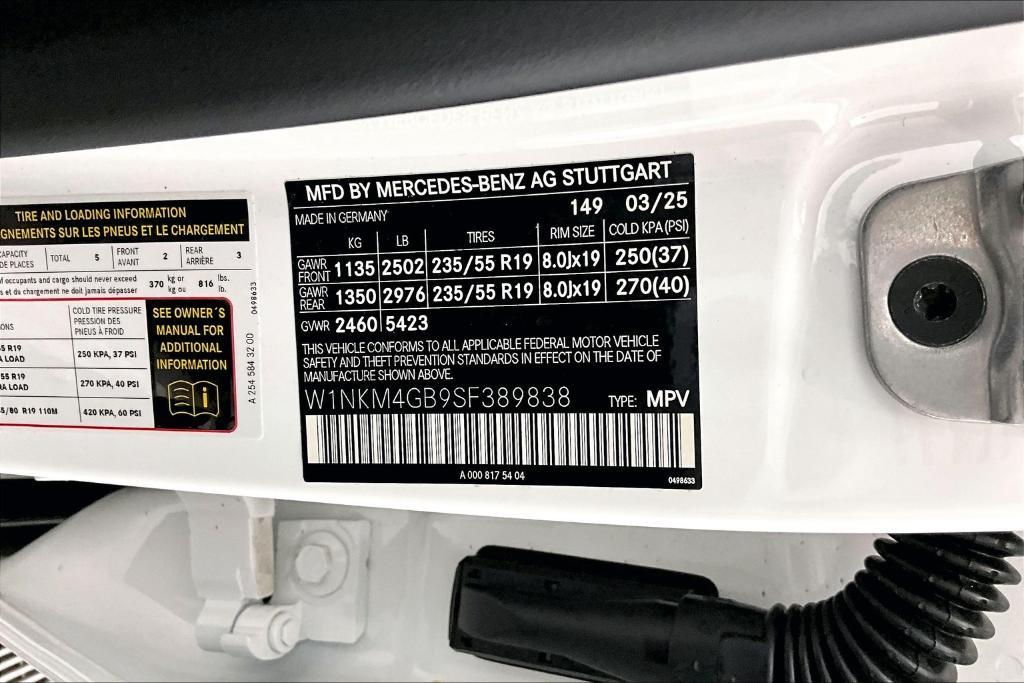 TIRE AND LOADING INFORMATION
GNEMENTS SUR LES PNEUS ET LE CHARGEMENT
CAPACITY
DE PLACES
TOTAL 5
FRONT
AVANT 2
REAR
ARRIÈRE 3
of occupants and cargo should never exceed
s et du chargement ne doit jamais dépasser
370 kg or
kg ou
816 lbs.
lb.
COLD TIRE PRESSURE
PRESSION DES
PNEUS À FROID
5 R19
LOAD
250 KPA, 37 PSI
55 R19
LOAD
270 KPA, 40 PSI
5/80 R19 110M
420 KPA, 60 PSI
SEE OWNER´S
MANUAL FOR
ADDITIONAL
INFORMATION
A 254 584 32 00
0498633
MFD BY MERCEDES-BENZ AG STUTTGART
MADE IN GERMANY 149 03/25
KG LB TIRES RIM SIZE COLD KPA (PSI)
GAWR
FRONT 1135 2502 235/55 R19 8.0Jx19 250(37)
GAWR
REAR 1350 2976 235/55 R19 8.0Jx19 270(40)
GVWR 2460 5423
THIS VEHICLE CONFORMS TO ALL APPLICABLE FEDERAL MOTOR VEHICLE
SAFETY AND THEFT PREVENTION STANDARDS IN EFFECT ON THE DATE OF
MANUFACTURE SHOWN ABOVE.
W1NKM4GB9SF389838 TYPE: MPV
A 000 817 54 04
0498633